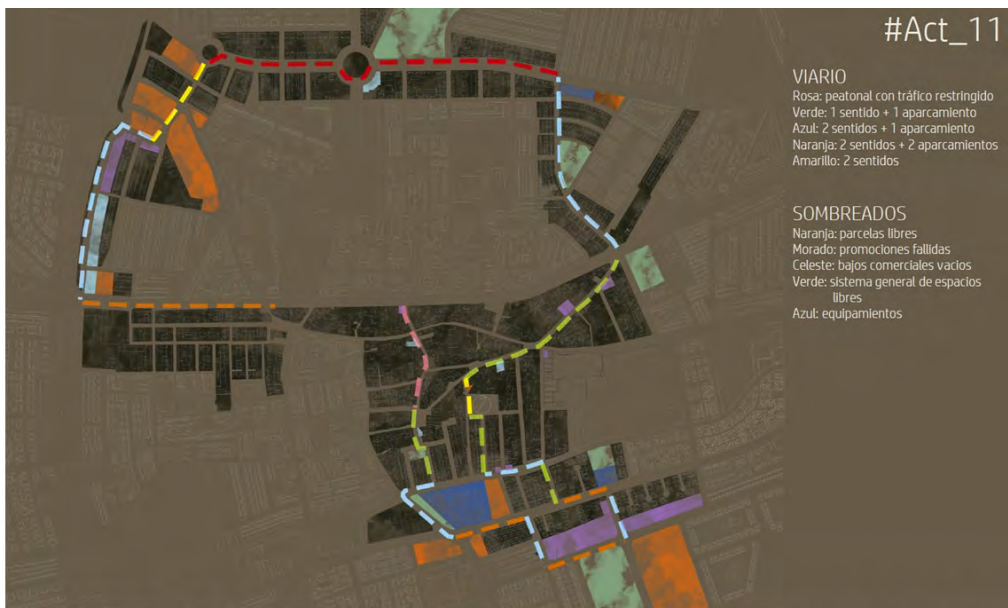 #Act_11
VIARIO
Rosa: peatonal con tráfico restringido
Verde: 1 sentido + 1 aparcamiento
Azul: 2 sentidos + 1 aparcamiento
Naranja: 2 sentidos + 2 aparcamientos
Amarillo: 2 sentidos
SOMBREADOS
Naranja: parcelas libres
Morado: promociones fallidas
Celeste: bajos comerciales vacios
Verde: sistema general de espacios
libres
Azul: equipamientos